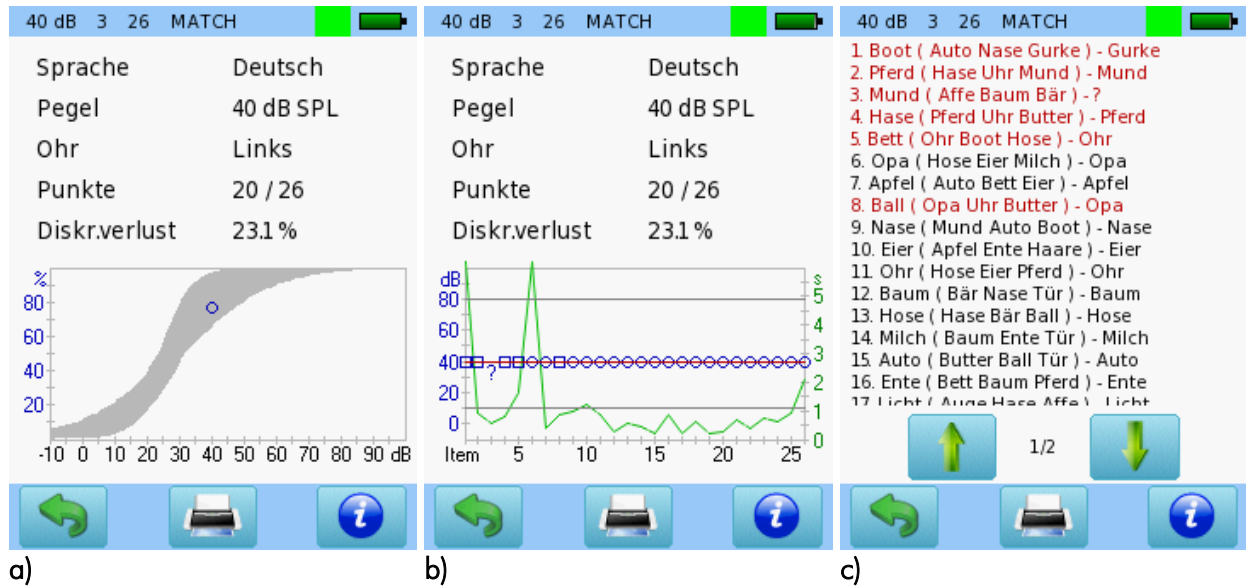 40 dB 3 26 MATCH
Sprache Deutsch
Pegel 40 dB SPL
Ohr Links
Punkte 20 / 26
Diskr.verlust 23.1 %
%
80
60
40
20
-10 0 10 20 30 40 50 60 70 80 90 dB
a)
40 dB 3 26 MATCH
Sprache Deutsch
Pegel 40 dB SPL
Ohr Links
Punkte 20 / 26
Diskr.verlust 23.1 %
dB s
80 5
60 4
40 ? 3
20 2
0 1
0
Item 5 10 15 20 25
i
b)
40 dB 3 26 MATCH
1. Boot ( Auto Nase Gurke ) - Gurke
2. Pferd ( Hase Uhr Mund ) - Mund
3. Mund ( Affe Baum Bär ) - ?
4. Hase ( Pferd Uhr Butter ) - Pferd
5. Bett ( Ohr Boot Hose ) - Ohr
6. Opa ( Hose Eier Milch ) - Opa
7. Apfel ( Auto Bett Eier ) - Apfel
8. Ball ( Opa Uhr Butter ) - Opa
9. Nase ( Mund Auto Boot ) - Nase
10. Eier ( Apfel Ente Haare ) - Eier
11. Ohr ( Hose Eier Pferd ) - Ohr
12. Baum ( Bär Nase Tür ) - Baum
13. Hose ( Hase Bär Ball ) - Hose
14. Milch ( Baum Ente Tür ) - Milch
15. Auto ( Butter Ball Tür ) - Auto
16. Ente ( Bett Baum Pferd ) - Ente
17. Licht ( Auge Hase Affe ) - Licht
1/2
i
c)